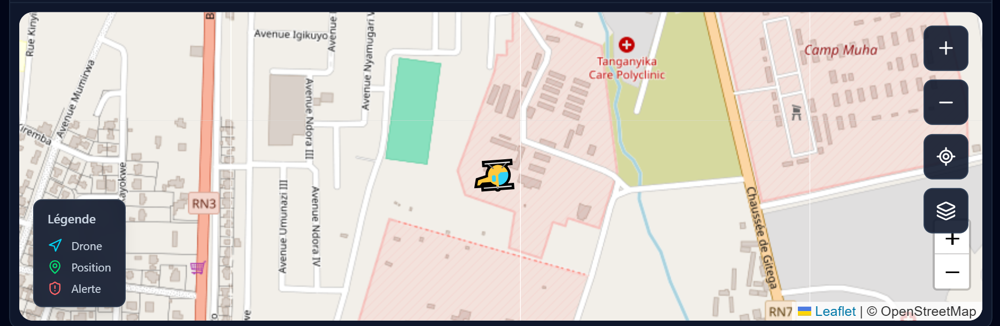 Rue Kinyi
Avenue Mumirwa
iremba
ayokwe
B
RN3
Avenue Igikuyo
Avenue
Avenue Nyamugari
Avenue Ndora III
Avenue Umunazi III
Avenue Ndora IV
Tanganyika
Care Polyclinic
Camp Muha
Chaussée de Gitega
RN7
Légende
Drone
Position
Alerte
+
−
+
−
Leaflet | © OpenStreetMap